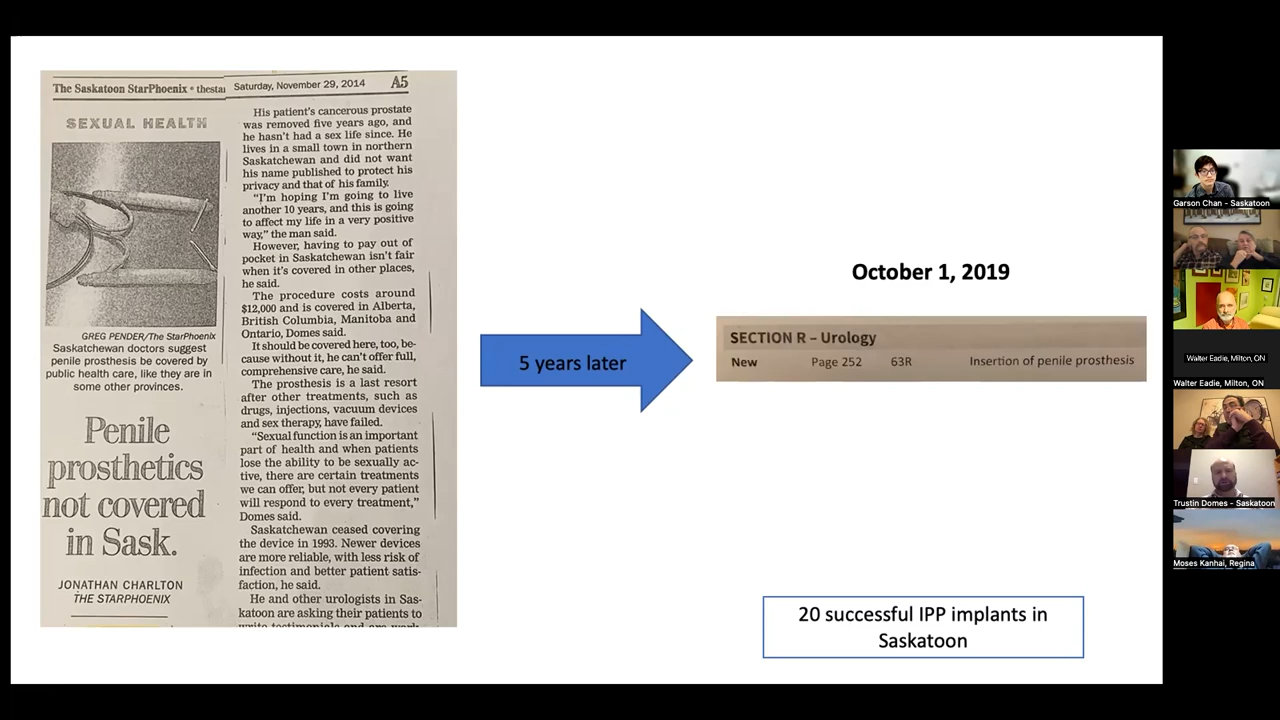 The Saskatoon StarPhoenix • thestar
Saturday, November 29, 2014 A5
SEXUAL HEALTH
GREG PENDER/The StarPhoenix
Saskatchewan doctors suggest
penile prosthesis be covered by
public health care, like they are in
some other provinces.
Penile
prosthetics
not covered
in Sask.
JONATHAN CHARLTON
THE STARPHOENIX
His patient's cancerous prostate
was removed five years ago, and
he hasn't had a sex life since. He
lives in a small town in northern
Saskatchewan and did not want
his name published to protect his
privacy and that of his family.
"I'm hoping I'm going to live
another 10 years, and this is going
to affect my life in a very positive
way," the man said.
However, having to pay out of
pocket in Saskatchewan isn't fair
when it's covered in other places,
he said.
The procedure costs around
$12,000 and is covered in Alberta,
British Columbia, Manitoba and
Ontario, Domes said.
It should be covered here, too, be-
cause without it, he can't offer full,
comprehensive care, he said.
The prosthesis is a last resort
after other treatments, such as
drugs, injections, vacuum devices
and sex therapy, have failed.
"Sexual function is an important
part of health and when patients
lose the ability to be sexually ac-
tive, there are certain treatments
we can offer, but not every patient
will respond to every treatment,"
Domes said.
Saskatchewan ceased covering
the device in 1993. Newer devices
are more reliable, with less risk of
infection and better patient satis-
faction, he said.
He and other urologists in Sas-
katoon are asking their patients to
5 years later
October 1, 2019
SECTION R – Urology
New Page 252 63R Insertion of penile prosthesis
20 successful IPP implants in
Saskatoon
Garson Chan - Saskatoon
Walter Eadie, Milton, ON
Walter Eadie, Milton, ON
Trustin Domes - Saskatoon
Moses Kanhai, Regina